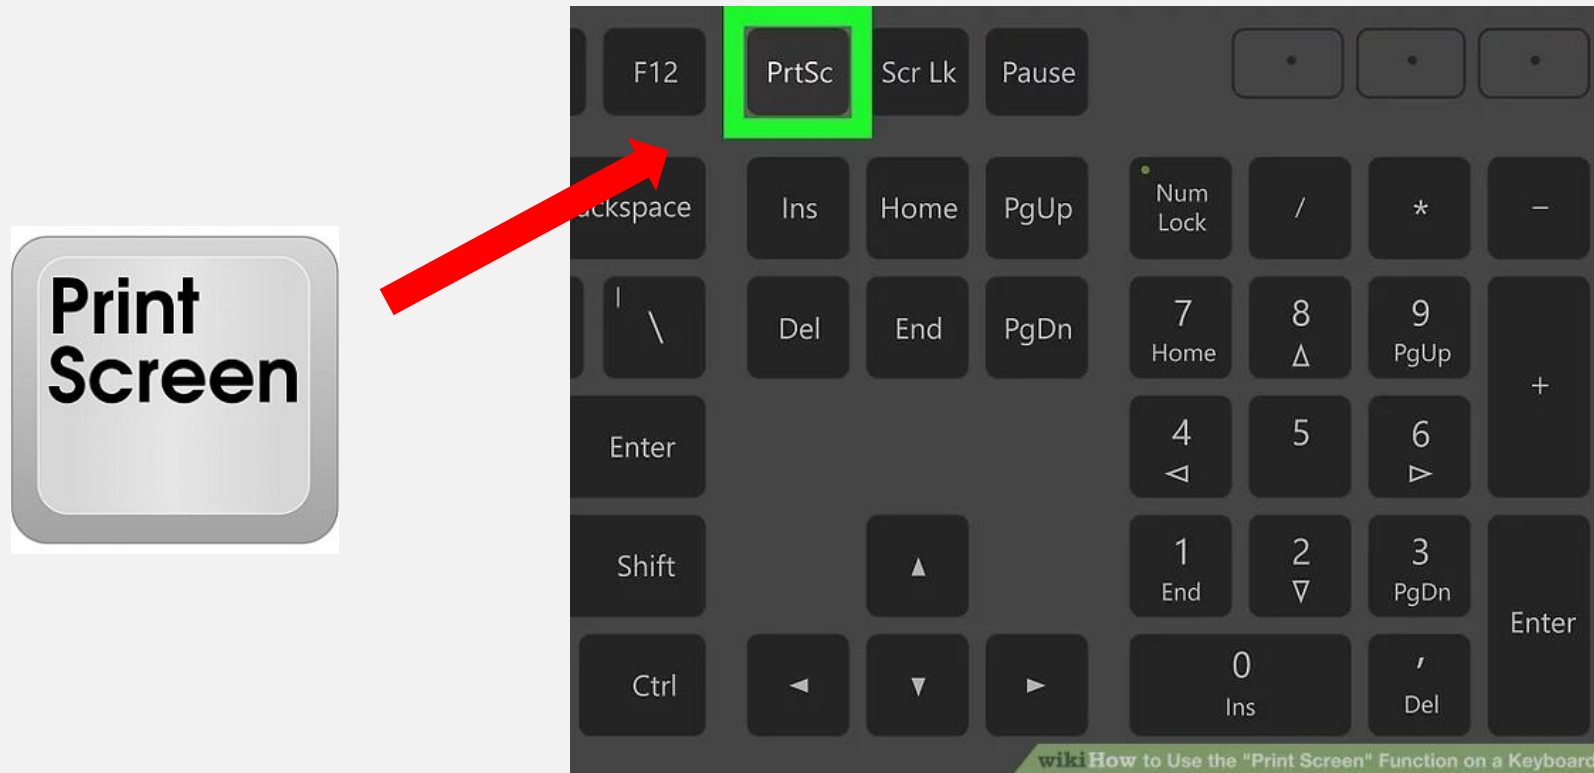 Print
Screen
F12
PrtSc
Scr Lk
Pause
ckspace
Ins
Home
PgUp
Num
Lock
/
*
−
|
\
Del
End
PgDn
7
Home
8
△
9
PgUp
+
Enter
4
◁
5
6
▷
Shift
▲
1
End
2
▽
3
PgDn
Enter
Ctrl
◄
▼
►
0
Ins
,
Del
wikiHow to Use the "Print Screen" Function on a Keyboard